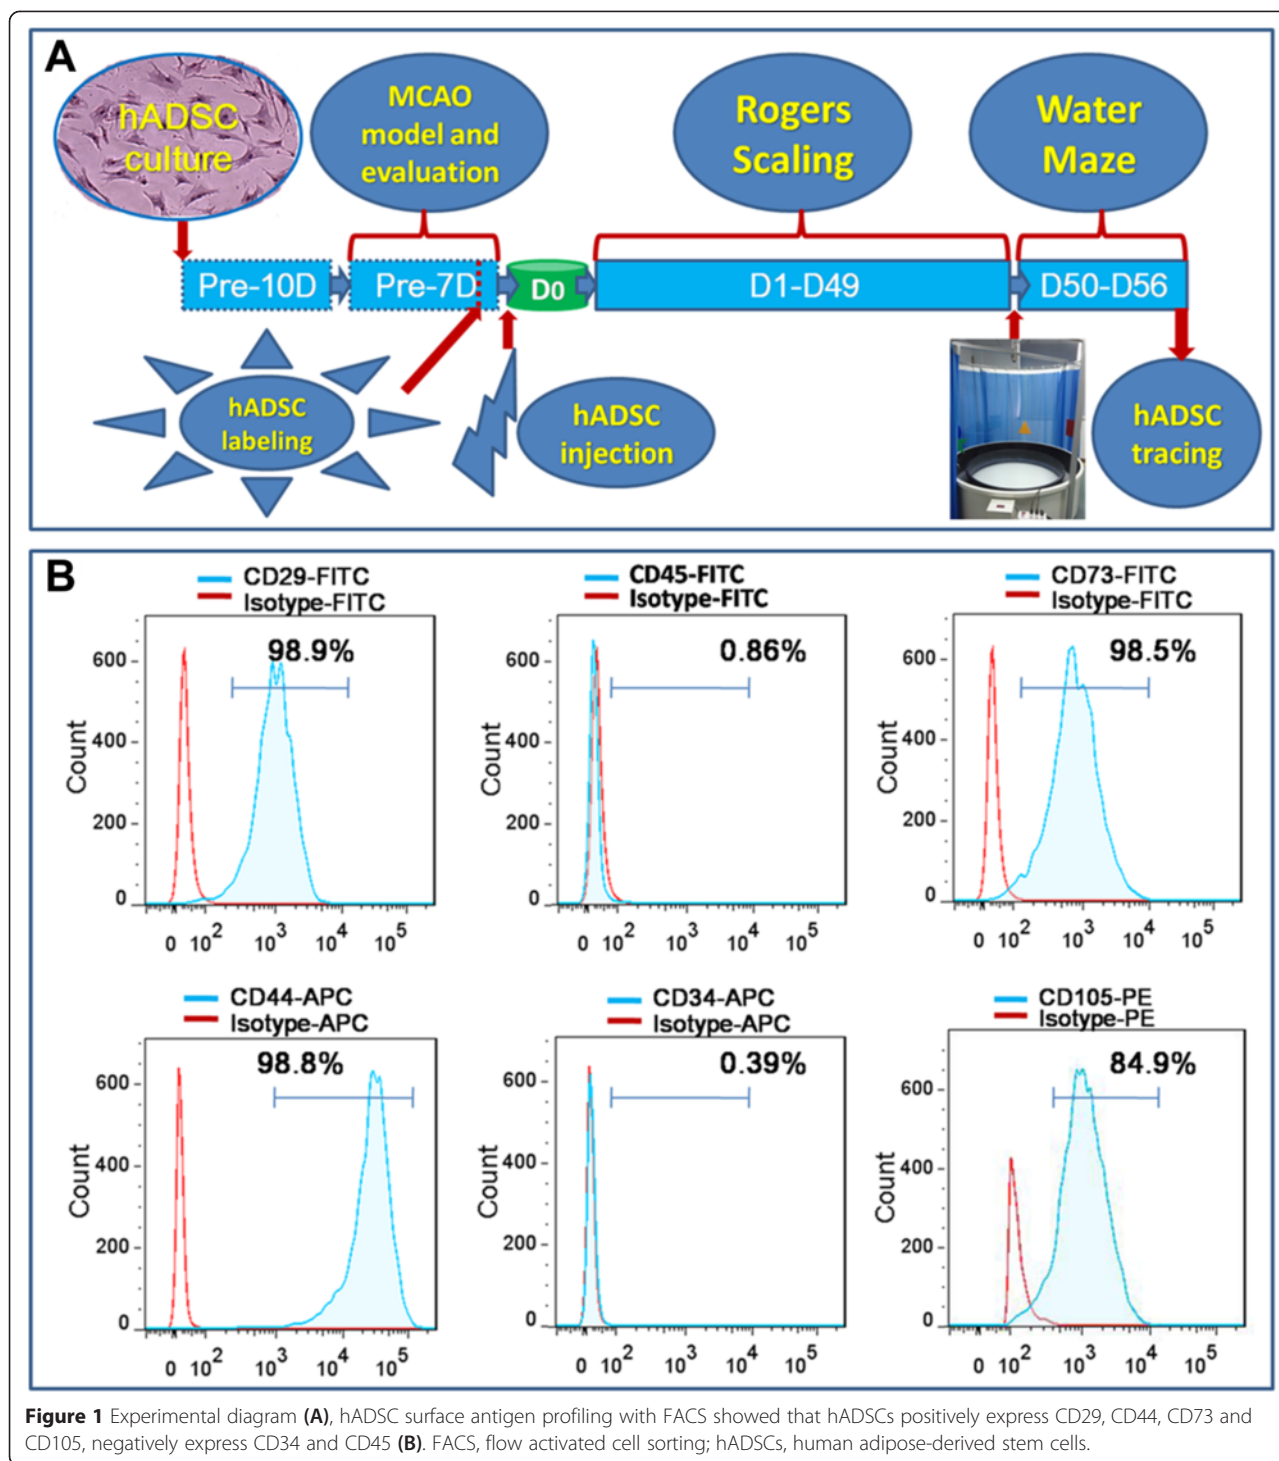 A
hADSC
culture
MCAO
model and
evaluation
Rogers
Scaling
Water
Maze
Pre-10D
Pre-7D
D0
D1-D49
D50-D56
hADSC
labeling
hADSC
injection
hADSC
tracing
B
CD29-FITC
Isotype-FITC
98.9%
Count
600
400
200
0
0 10² 10³ 10⁴ 10⁵
CD45-FITC
Isotype-FITC
0.86%
Count
600
400
200
0
0 10² 10³ 10⁴ 10⁵
CD73-FITC
Isotype-FITC
98.5%
Count
600
400
200
0
0 10² 10³ 10⁴ 10⁵
CD44-APC
Isotype-APC
98.8%
Count
600
400
200
0
0 10² 10³ 10⁴ 10⁵
CD34-APC
Isotype-APC
0.39%
Count
600
400
200
0
0 10² 10³ 10⁴ 10⁵
CD105-PE
Isotype-PE
84.9%
Count
600
400
200
0
0 10² 10³ 10⁴ 10⁵
Figure 1 Experimental diagram (A), hADSC surface antigen profiling with FACS showed that hADSCs positively express CD29, CD44, CD73 and
CD105, negatively express CD34 and CD45 (B). FACS, flow activated cell sorting; hADSCs, human adipose-derived stem cells.